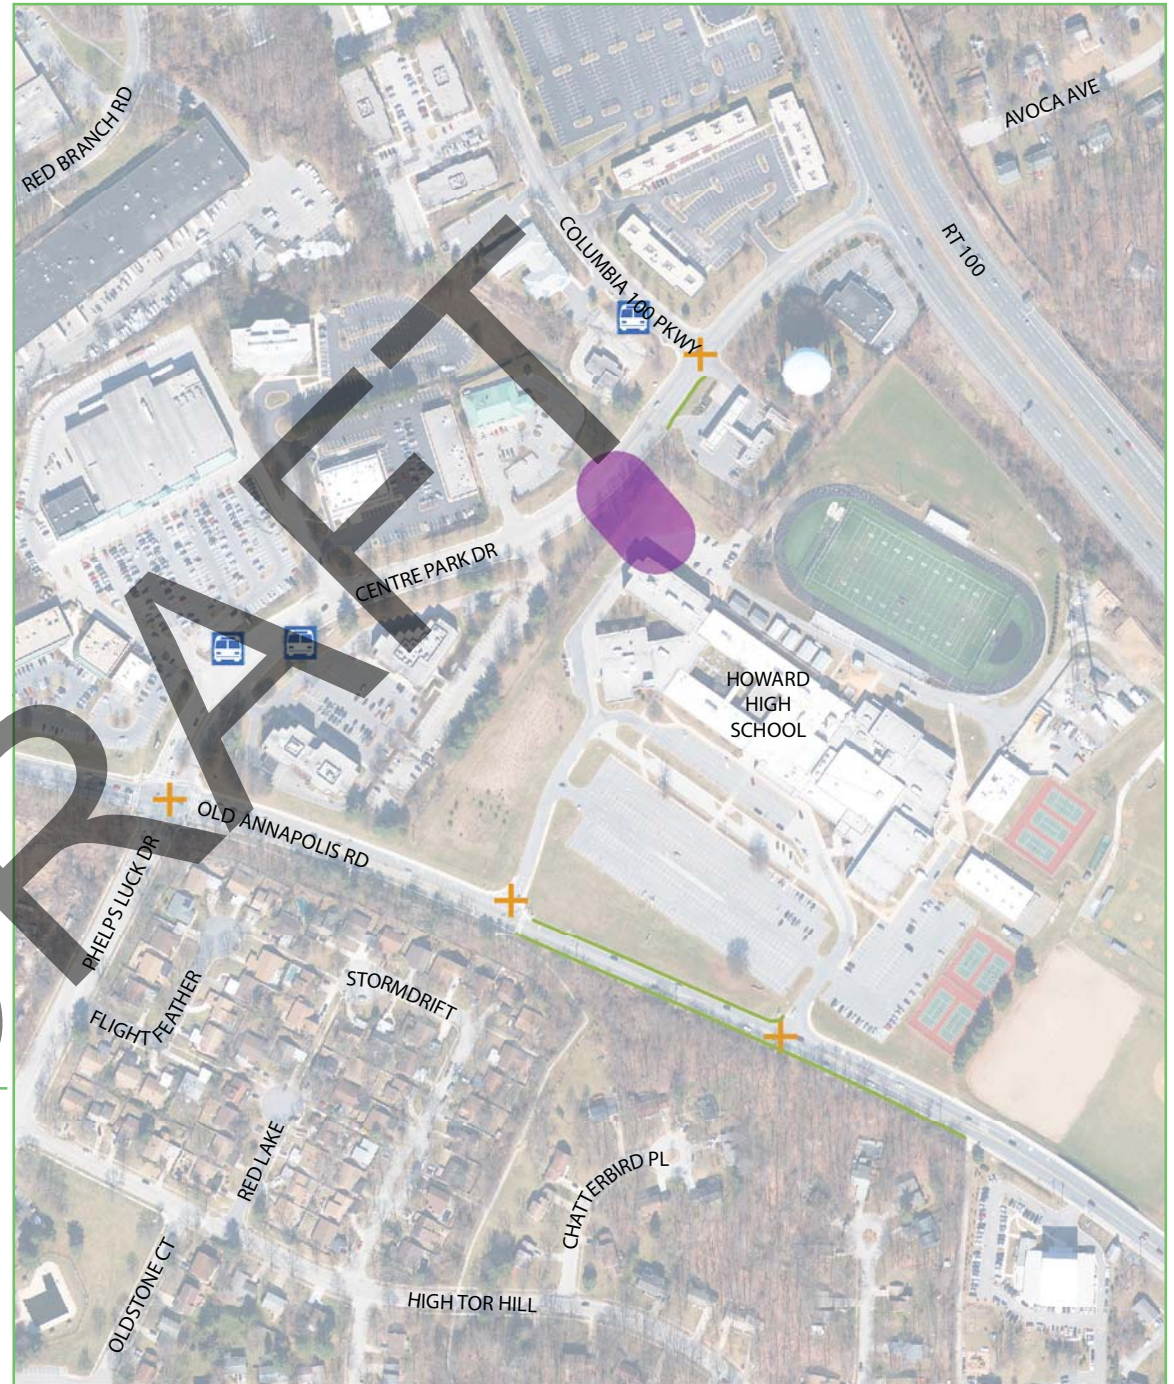 RED BRANCH RD
AVOCA AVE
COLUMBIA 100 PKWY
RT 100
CENTRE PARK DR
HOWARD
HIGH
SCHOOL
OLD ANNAPOLIS RD
PHELPS LUCK DR
STORMDRIFT
FLIGHT FEATHER
RED LAKE
CHATTERBIRD PL
OLDSTONE CT
HIGH TOR HILL
DRAFT